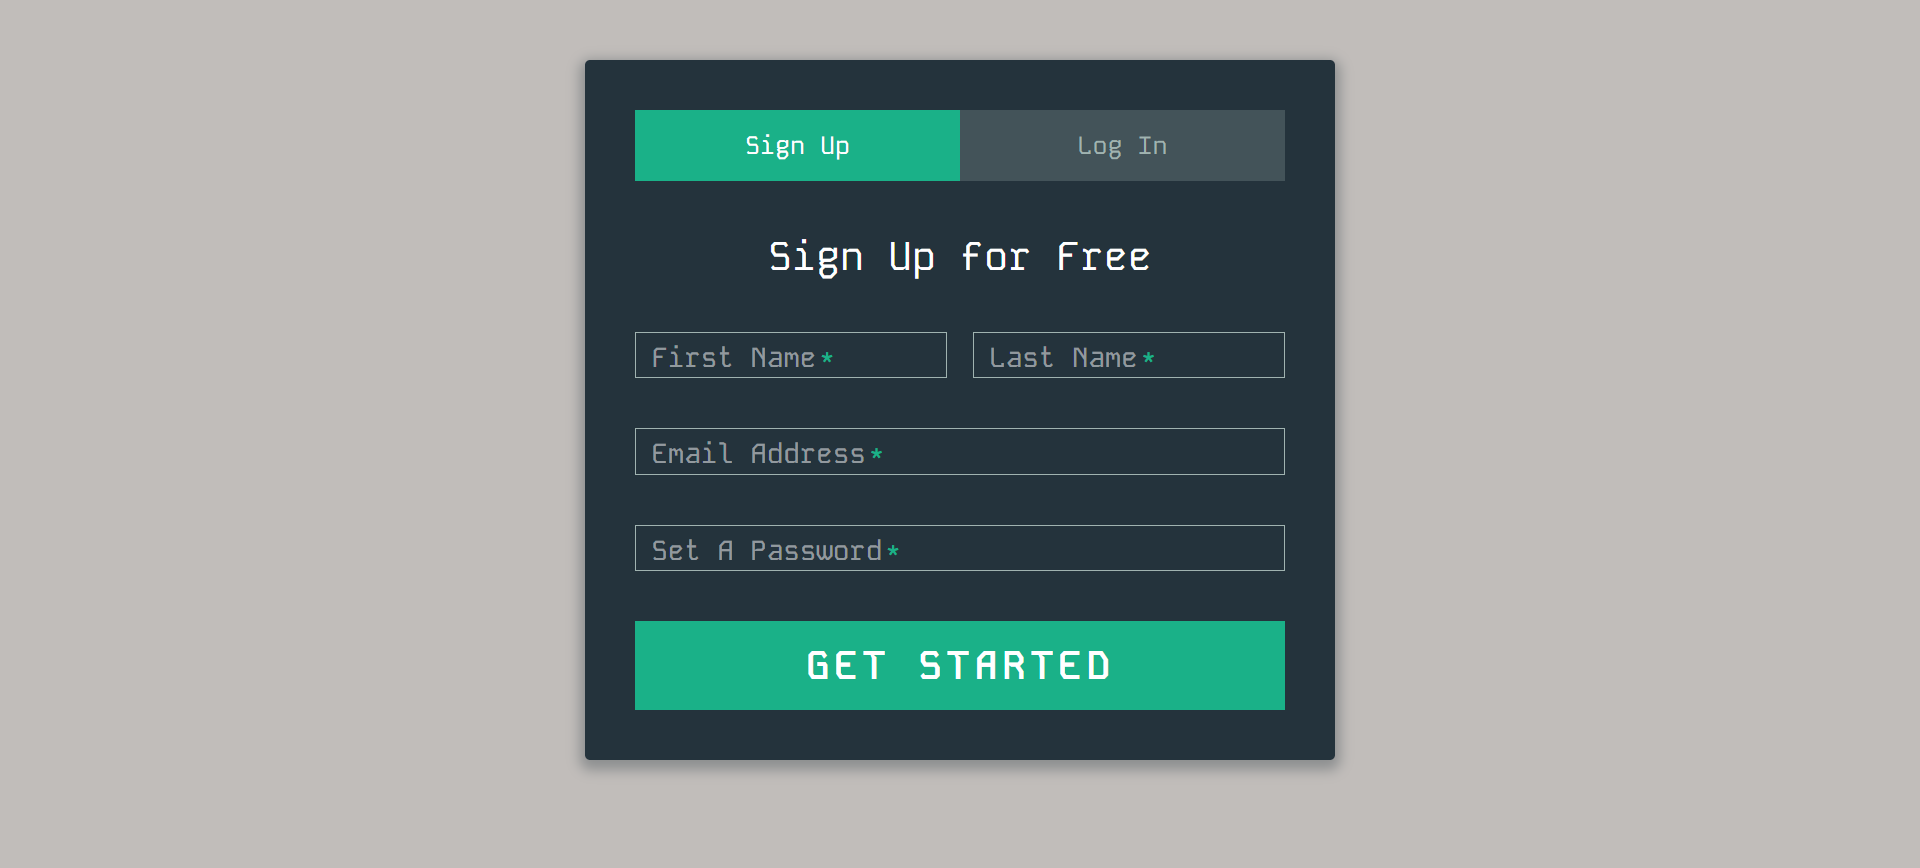 Sign Up Log In
Sign Up for Free
First Name* Last Name*
Email Address*
Set A Password*
GET STARTED